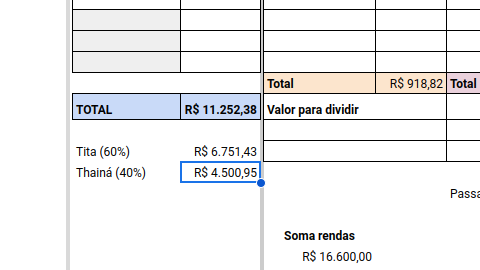 Total R$ 918,82 Total
TOTAL R$ 11.252,38 Valor para dividir
Tita (60%) R$ 6.751,43
Thainá (40%) R$ 4.500,95
Passa
Soma rendas
R$ 16.600,00